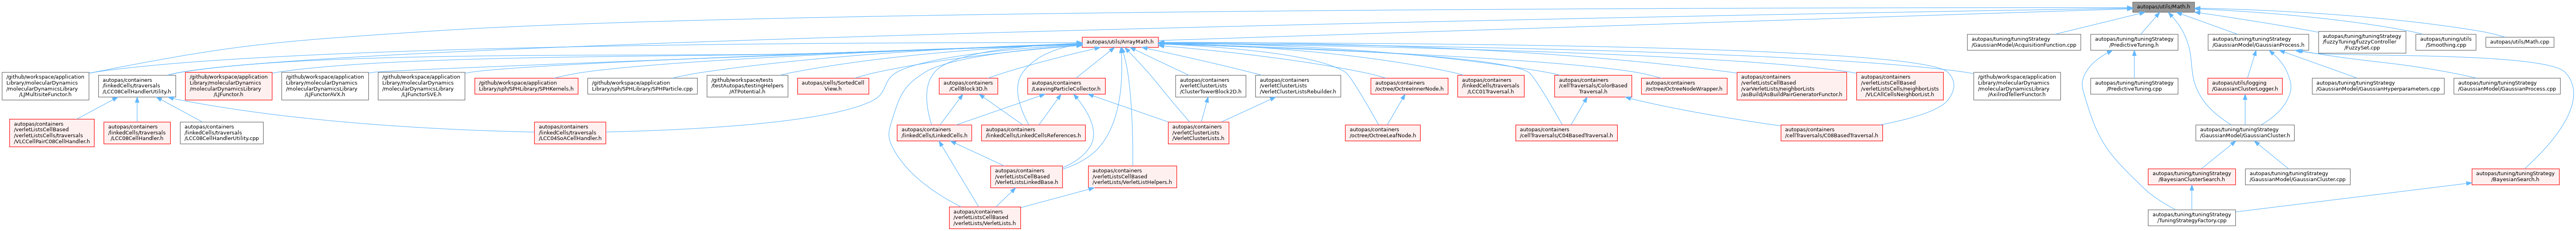 autopas/utils/Math.h
autopas/utils/ArrayMath.h
autopas/tuning/tuningStrategy
/GaussianModel/AcquisitionFunction.cpp
autopas/tuning/tuningStrategy
/PredictiveTuning.h
autopas/tuning/tuningStrategy
/GaussianModel/GaussianProcess.h
autopas/tuning/tuningStrategy
/fuzzyTuning/fuzzyController
/FuzzySet.cpp
autopas/tuning/utils
/Smoothing.cpp
autopas/utils/Math.cpp
/github/workspace/application
Library/molecularDynamics
/molecularDynamicsLibrary
/LJMultisiteFunctor.h
autopas/containers
/linkedCells/traversals
/LCC08CellHandlerUtility.h
/github/workspace/application
Library/molecularDynamics
/molecularDynamicsLibrary
/LJFunctor.h
/github/workspace/application
Library/molecularDynamics
/molecularDynamicsLibrary
/LJFunctorAVX.h
/github/workspace/application
Library/molecularDynamics
/molecularDynamicsLibrary
/LJFunctorSVE.h
/github/workspace/application
Library/sph/SPHLibrary/SPHKernels.h
/github/workspace/application
Library/sph/SPHLibrary/SPHParticle.cpp
/github/workspace/tests
/testAutopas/testingHelpers
/ATPotential.h
autopas/cells/SortedCell
View.h
autopas/containers
/CellBlock3D.h
autopas/containers
/LeavingParticleCollector.h
autopas/containers
/verletClusterLists
/ClusterTowerBlock2D.h
autopas/containers
/verletClusterLists
/VerletClusterListsRebuilder.h
autopas/containers
/octree/OctreeInnerNode.h
autopas/containers
/linkedCells/traversals
/LCC01Traversal.h
autopas/containers
/cellTraversals/ColorBased
Traversal.h
autopas/containers
/octree/OctreeNodeWrapper.h
autopas/containers
/verletListsCellBased
/varVerletLists/neighborLists
/asBuild/AsBuildPairGeneratorFunctor.h
autopas/containers
/verletListsCellBased
/verletListsCells/neighborLists
/VLCAllCellsNeighborList.h
/github/workspace/application
Library/molecularDynamics
/molecularDynamicsLibrary
/AxilrodTellerFunctor.h
autopas/tuning/tuningStrategy
/PredictiveTuning.cpp
autopas/utils/logging
/GaussianClusterLogger.h
autopas/tuning/tuningStrategy
/GaussianModel/GaussianHyperparameters.cpp
autopas/tuning/tuningStrategy
/GaussianModel/GaussianProcess.cpp
autopas/containers
/verletListsCellBased
/verletListsCells/traversals
/VLCCellPairC08CellHandler.h
autopas/containers
/linkedCells/traversals
/LCC08CellHandler.h
autopas/containers
/linkedCells/traversals
/LCC08CellHandlerUtility.cpp
autopas/containers
/linkedCells/traversals
/LCC04SoACellHandler.h
autopas/containers
/linkedCells/LinkedCells.h
autopas/containers
/linkedCells/LinkedCellsReferences.h
autopas/containers
/verletClusterLists
/VerletClusterLists.h
autopas/containers
/octree/OctreeLeafNode.h
autopas/containers
/cellTraversals/C04BasedTraversal.h
autopas/containers
/cellTraversals/C08BasedTraversal.h
autopas/tuning/tuningStrategy
/GaussianModel/GaussianCluster.h
autopas/containers
/verletListsCellBased
/VerletListsLinkedBase.h
autopas/containers
/verletListsCellBased
/verletLists/VerletListHelpers.h
autopas/tuning/tuningStrategy
/BayesianClusterSearch.h
autopas/tuning/tuningStrategy
/GaussianModel/GaussianCluster.cpp
autopas/tuning/tuningStrategy
/BayesianSearch.h
autopas/containers
/verletListsCellBased
/verletLists/VerletLists.h
autopas/tuning/tuningStrategy
/TuningStrategyFactory.cpp